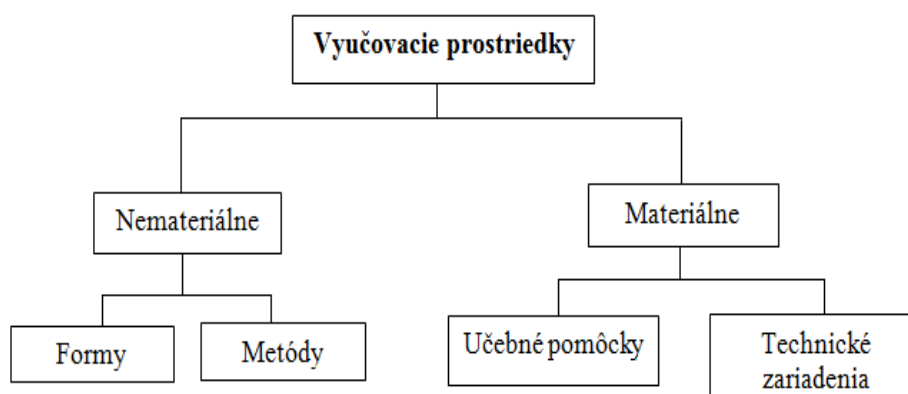 Vyučovacie prostriedky
Nemateriálne
Materiálne
Formy
Metódy
Učebné pomôcky
Technické
zariadenia